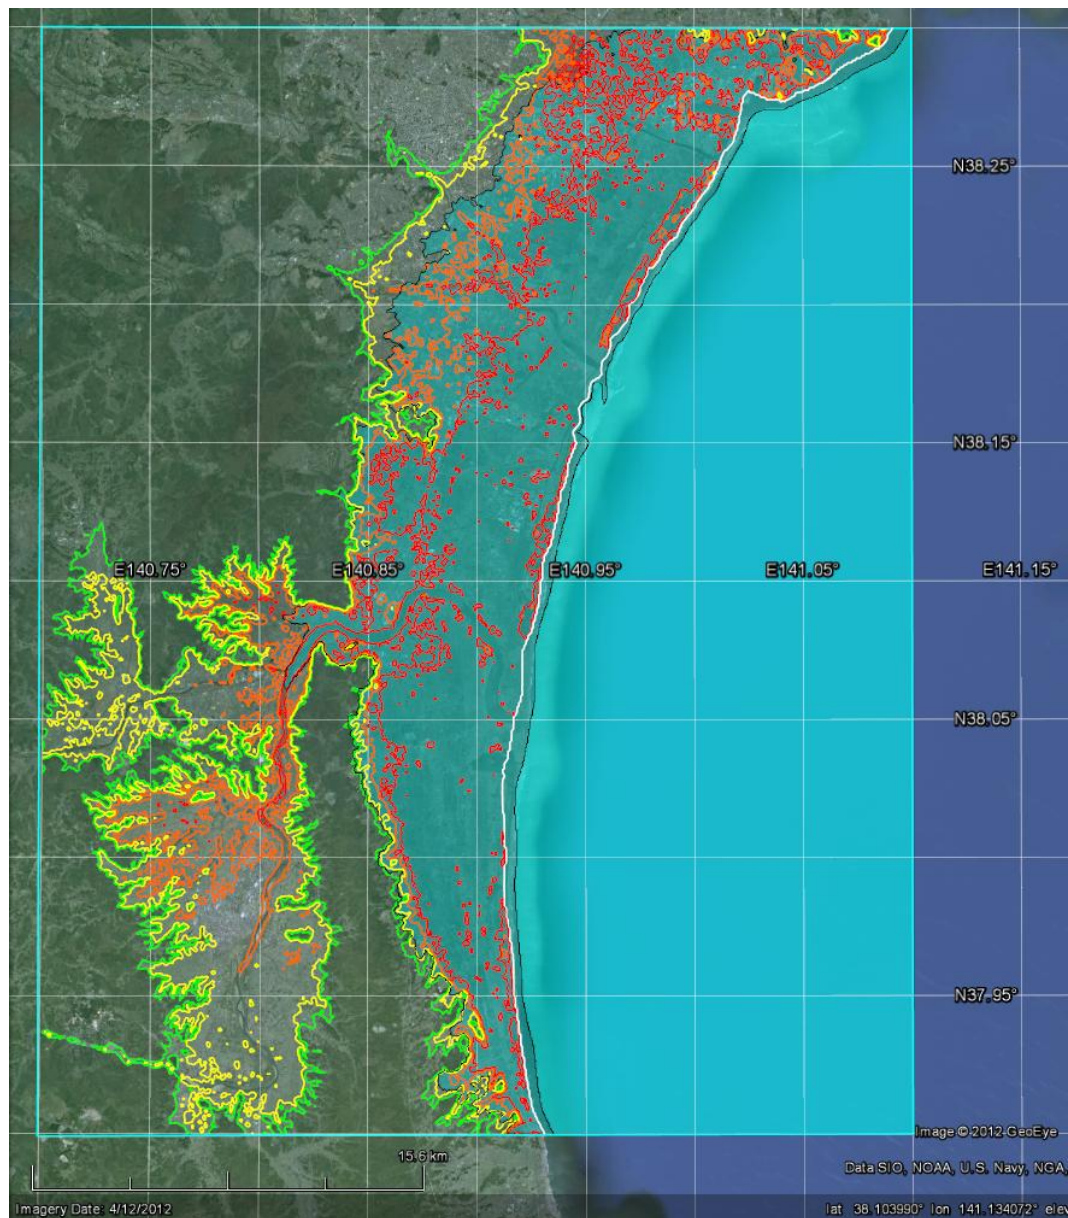 N38.25°
N38.15°
E140.75° E140.85° E140.95° E141.05° E141.15°
N38.05°
N37.95°
Image © 2012 GeoEye
15.6 km
Data SIO, NOAA, U.S. Navy, NGA,
Imagery Date: 4/12/2012 lat 38.103990° lon 141.134072° elev